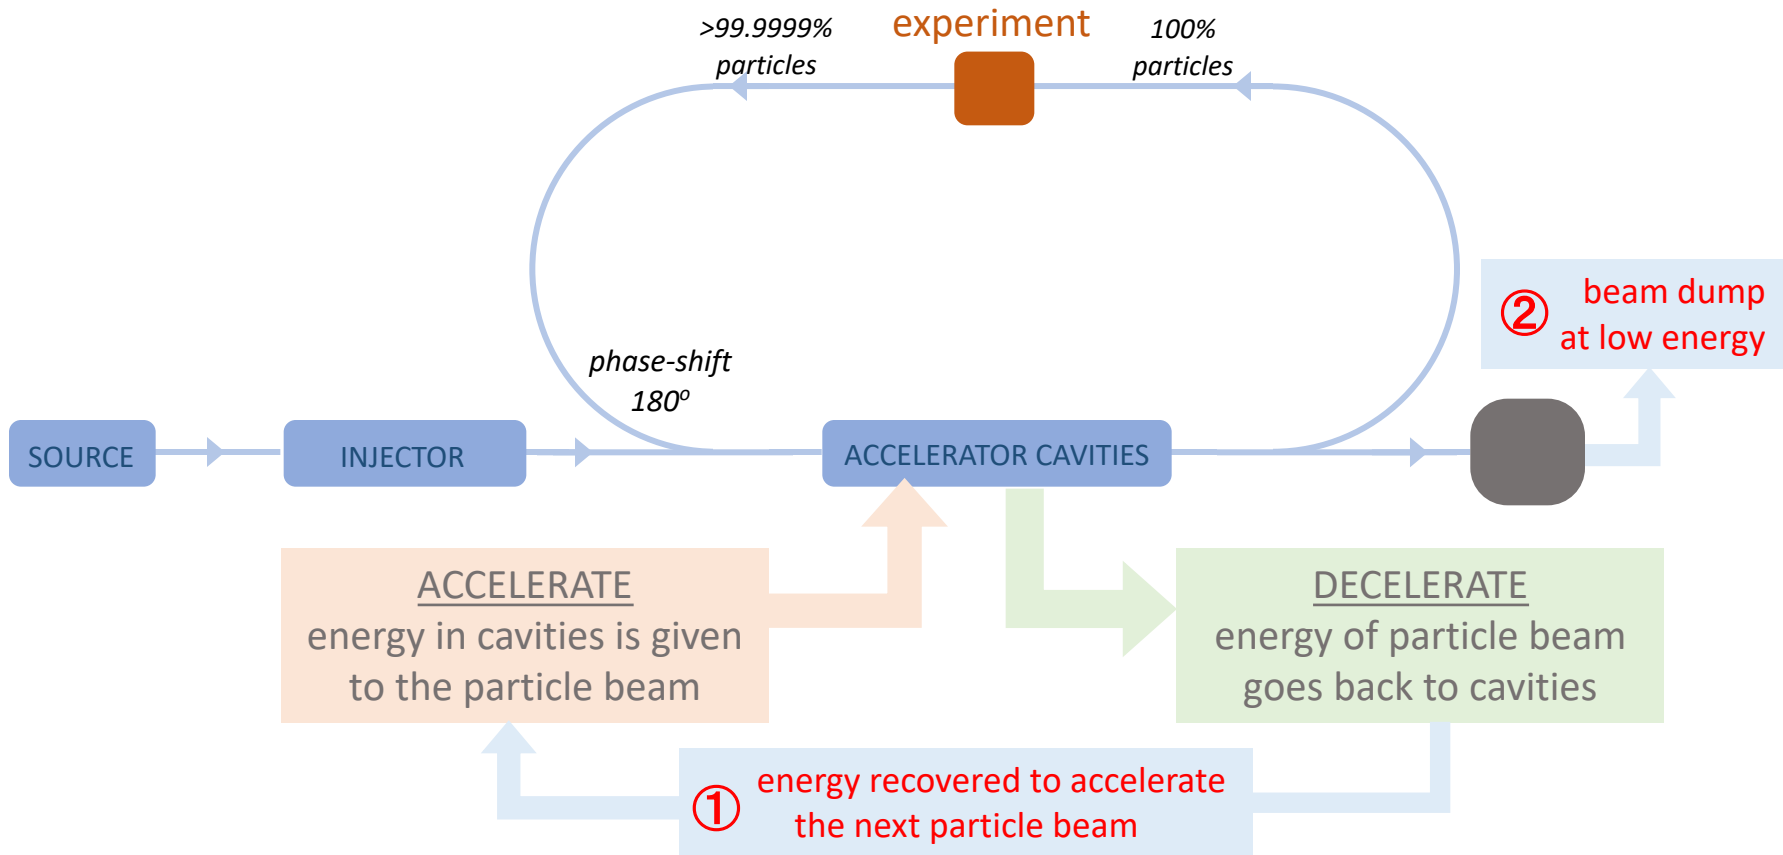 >99.9999%
particles
experiment
100%
particles
② beam dump
at low energy
phase-shift
180º
SOURCE
INJECTOR
ACCELERATOR CAVITIES
ACCELERATE
energy in cavities is given
to the particle beam
DECELERATE
energy of particle beam
goes back to cavities
① energy recovered to accelerate
the next particle beam